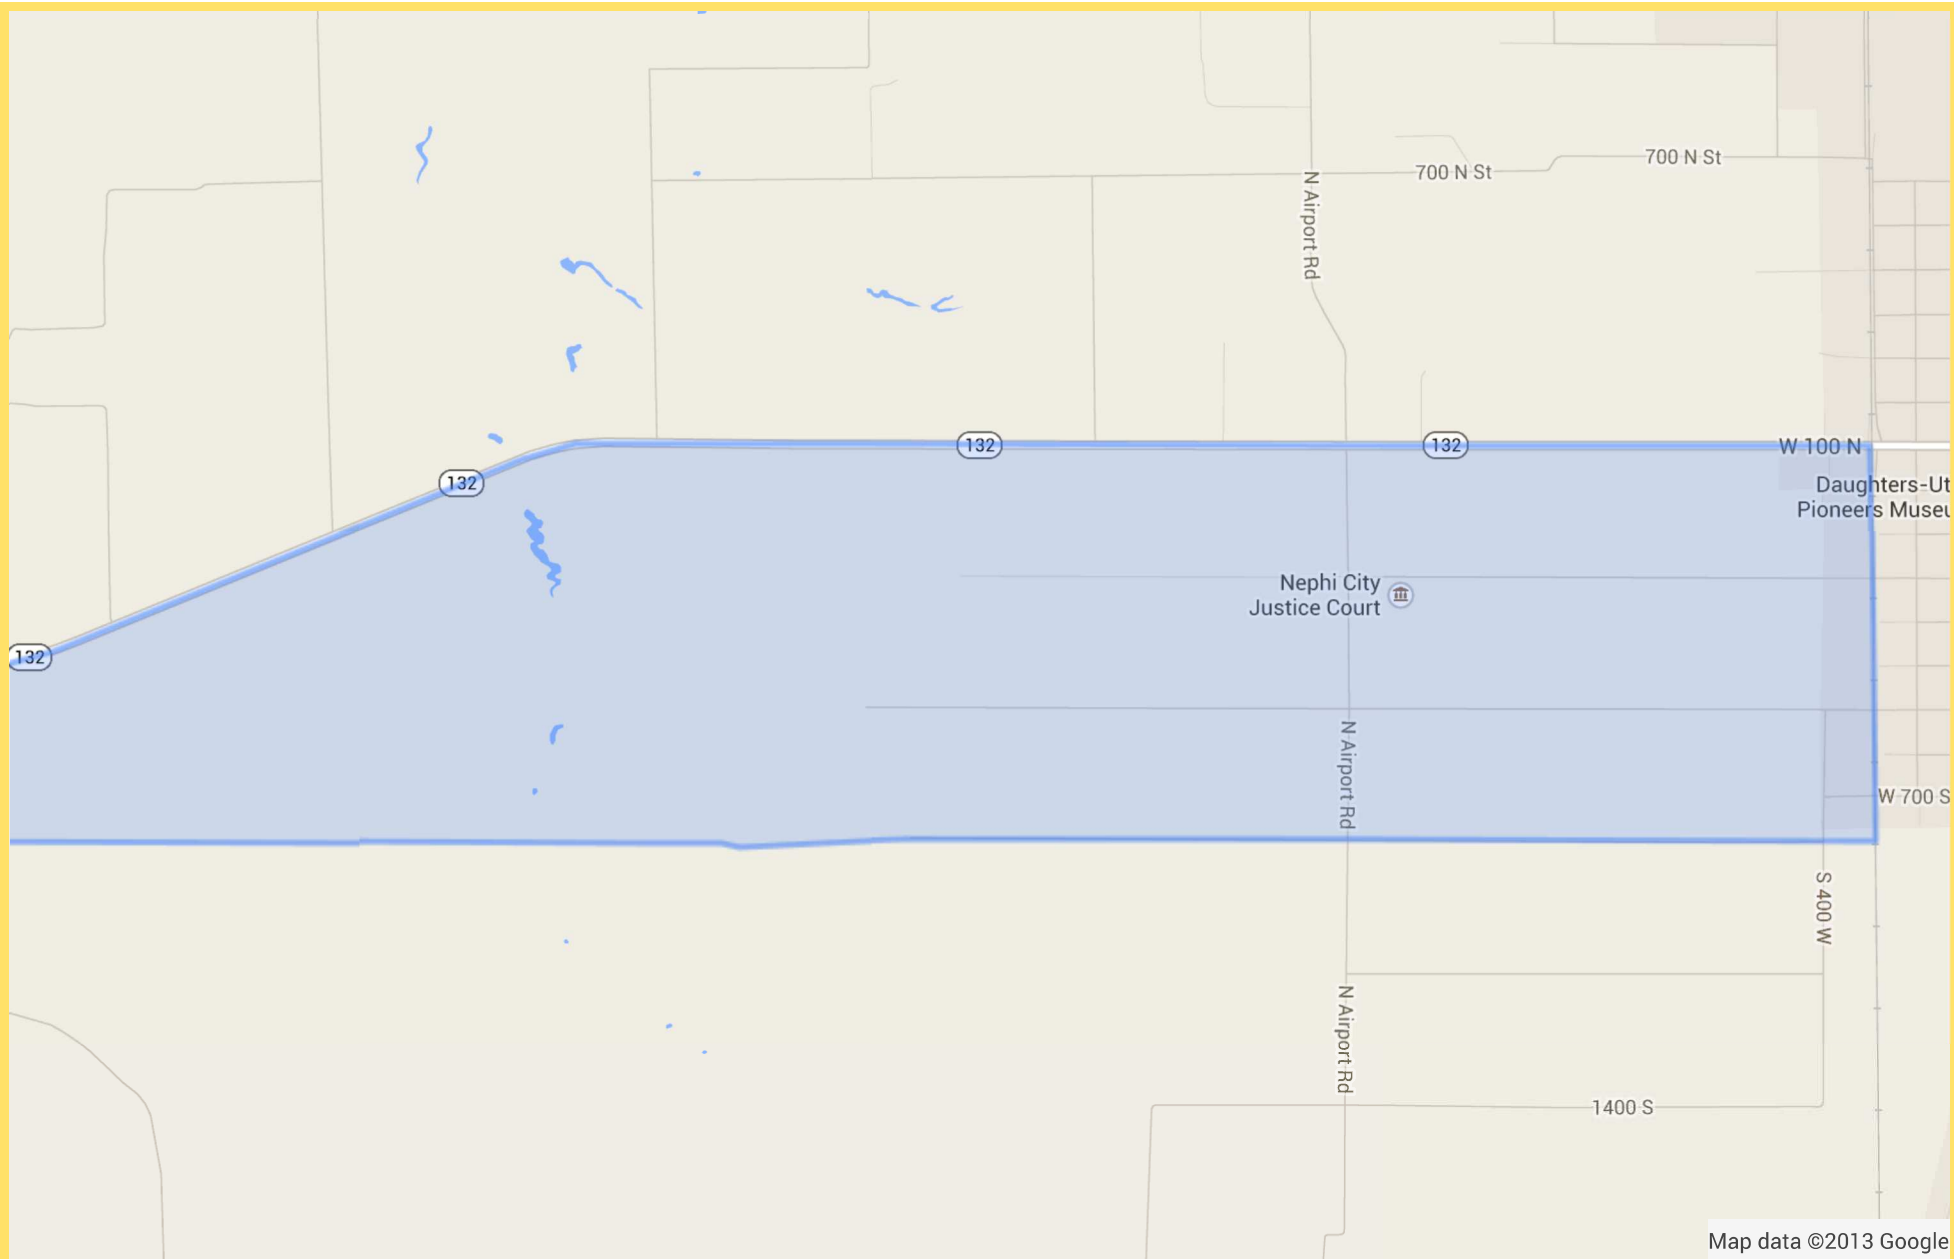 700 N St
700 N St
N Airport Rd
132
132
132
W 100 N
Daughters-Ut
Pioneers Museu
Nephi City
Justice Court
132
N Airport Rd
W 700 S
S 400 W
N Airport Rd
1400 S
Map data ©2013 Google